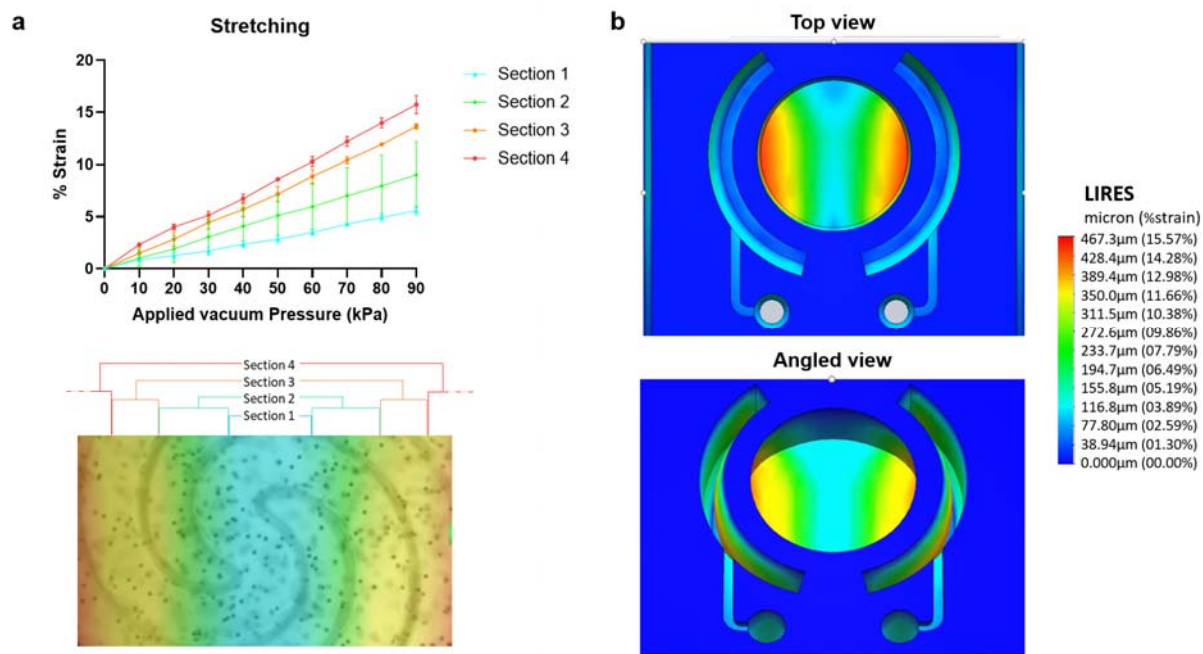 a
Stretching
20
15
10
5
0
% Strain
0 10 20 30 40 50 60 70 80 90
Applied vacuum Pressure (kPa)
Section 1
Section 2
Section 3
Section 4
Section 4
Section 3
Section 2
Section 1
b
Top view
Angled view
LIRES
micron (%strain)
467.3µm (15.57%)
428.4µm (14.28%)
389.4µm (12.98%)
350.0µm (11.66%)
311.5µm (10.38%)
272.6µm (09.86%)
233.7µm (07.79%)
194.7µm (06.49%)
155.8µm (05.19%)
116.8µm (03.89%)
77.80µm (02.59%)
38.94µm (01.30%)
0.000µm (00.00%)